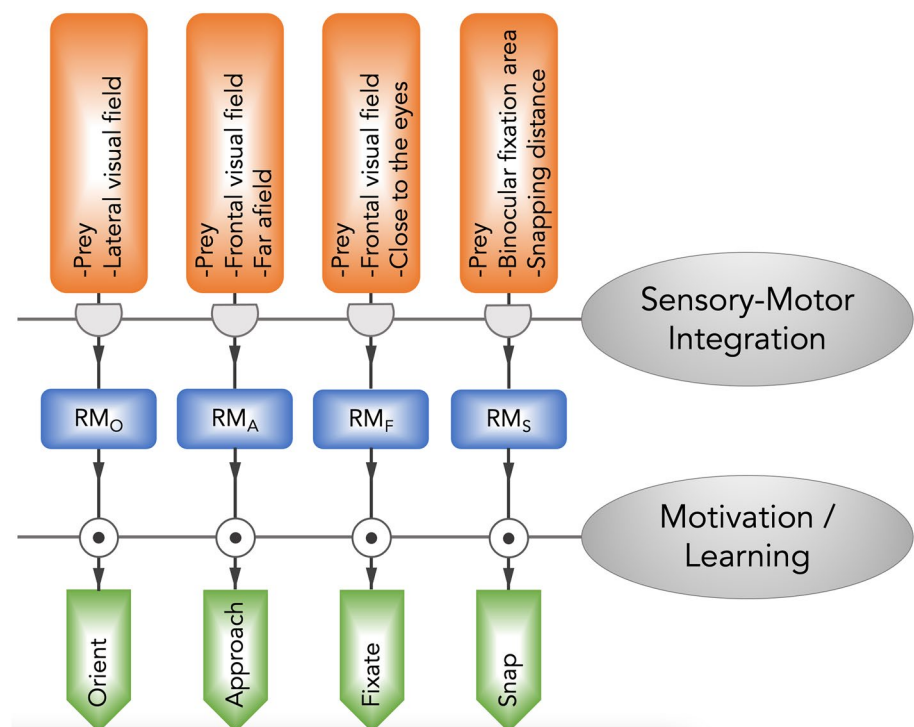 -Prey
-Lateral visual field
-Prey
-Frontal visual field
-Far afield
-Prey
-Frontal visual field
-Close to the eyes
-Prey
-Binocular fixation area
-Snapping distance
Sensory-Motor
Integration
RMO
RMA
RMF
RMS
Motivation /
Learning
Orient
Approach
Fixate
Snap